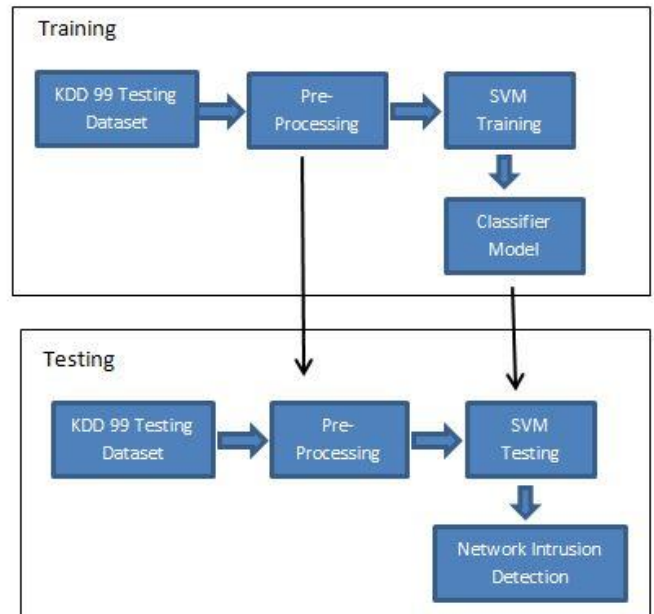 Training
KDD 99 Testing
Dataset
Pre-
Processing
SVM
Training
Classifier
Model
Testing
KDD 99 Testing
Dataset
Pre-
Processing
SVM
Testing
Network Intrusion
Detection